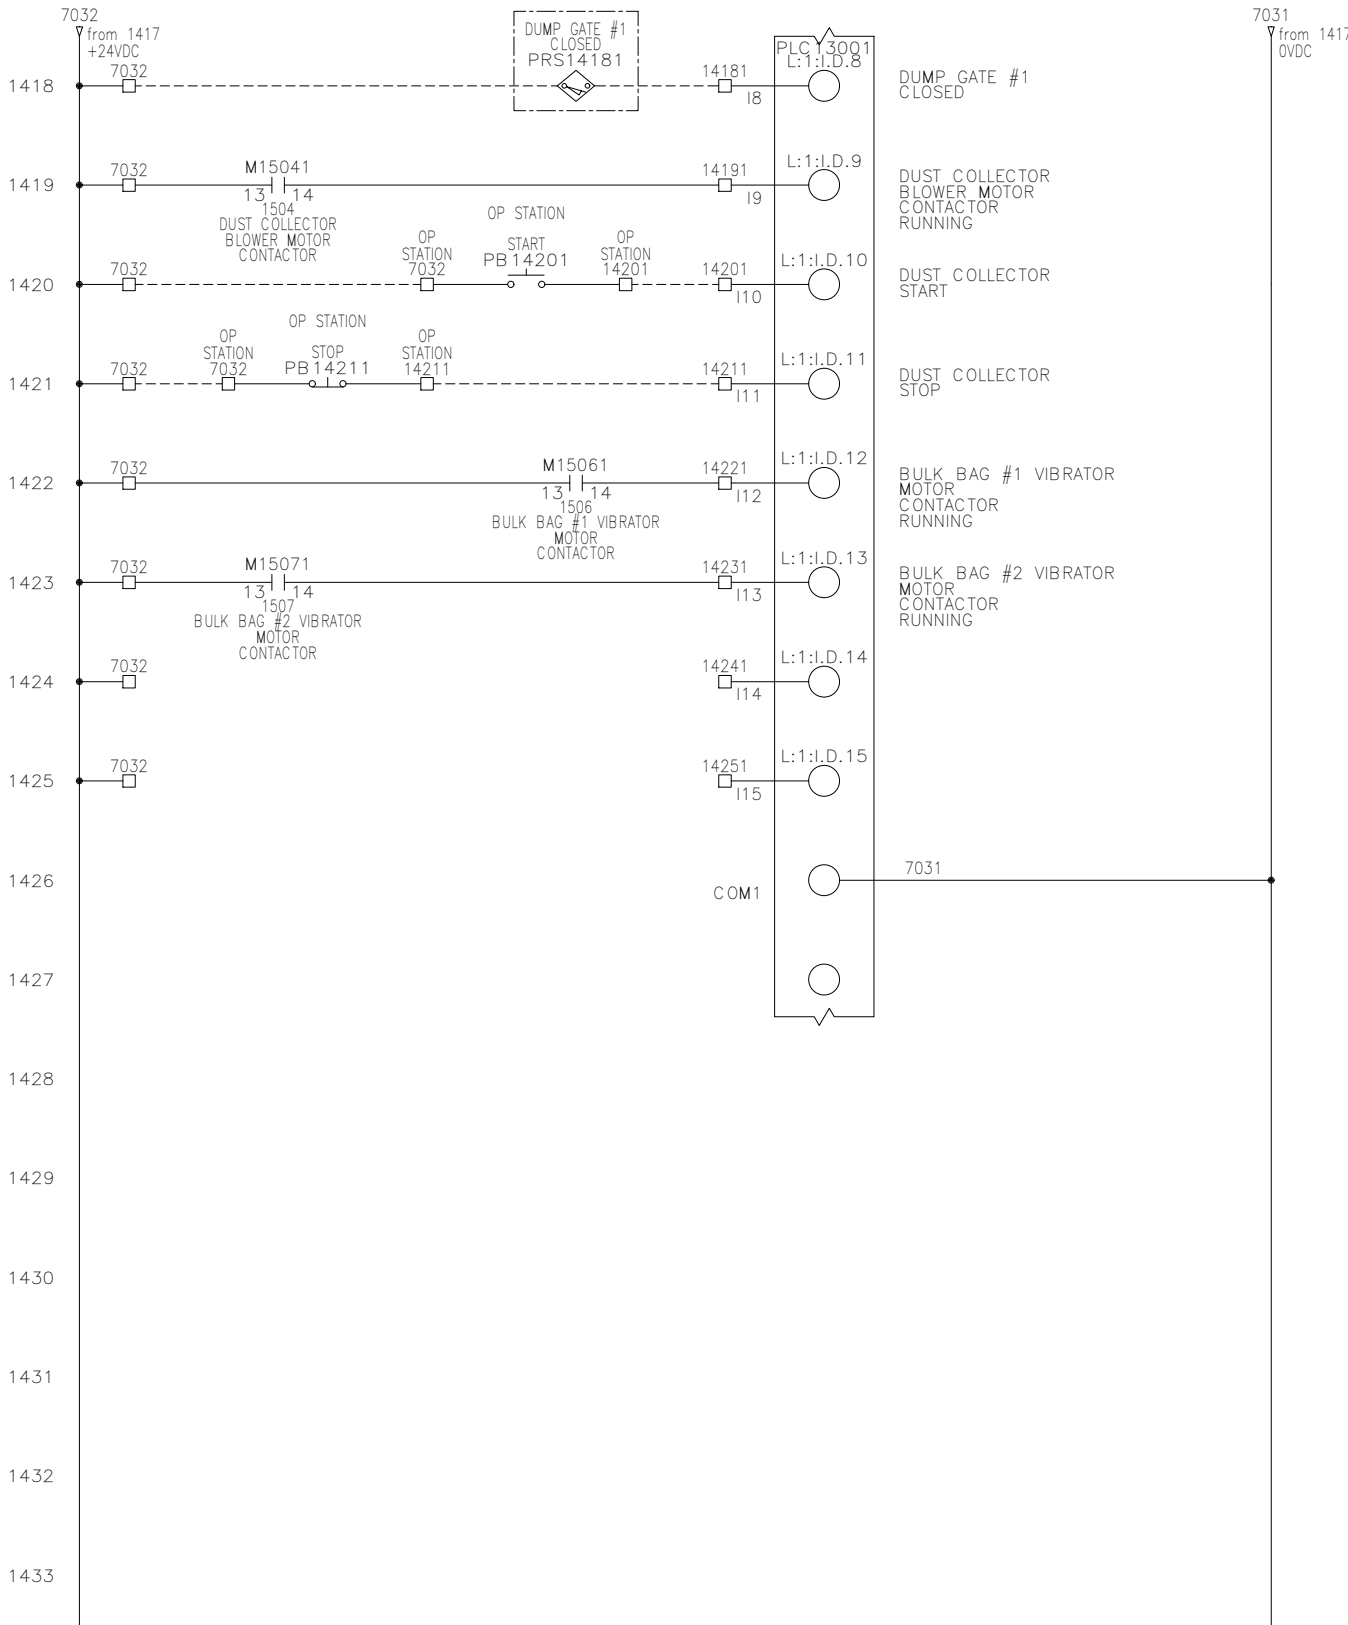 7032
from 1417
+24VDC
7031
from 1417
0VDC
DUMP GATE #1
CLOSED
PRS14181
PLC13001
1418
7032
14181
I8
L:1:I.D.8
DUMP GATE #1
CLOSED
1419
7032
M15041
13 14
1504
DUST COLLECTOR
BLOWER MOTOR
CONTACTOR
14191
I9
L:1:I.D.9
DUST COLLECTOR
BLOWER MOTOR
CONTACTOR
RUNNING
1420
7032
OP
STATION
7032
OP STATION
START
PB14201
OP
STATION
14201
14201
I10
L:1:I.D.10
DUST COLLECTOR
START
1421
7032
OP
STATION
7032
OP STATION
STOP
PB14211
OP
STATION
14211
14211
I11
L:1:I.D.11
DUST COLLECTOR
STOP
1422
7032
M15061
13 14
1506
BULK BAG #1 VIBRATOR
MOTOR
CONTACTOR
14221
I12
L:1:I.D.12
BULK BAG #1 VIBRATOR
MOTOR
CONTACTOR
RUNNING
1423
7032
M15071
13 14
1507
BULK BAG #2 VIBRATOR
MOTOR
CONTACTOR
14231
I13
L:1:I.D.13
BULK BAG #2 VIBRATOR
MOTOR
CONTACTOR
RUNNING
1424
7032
14241
I14
L:1:I.D.14
1425
7032
14251
I15
L:1:I.D.15
1426
COM1
7031
1427
1428
1429
1430
1431
1432
1433